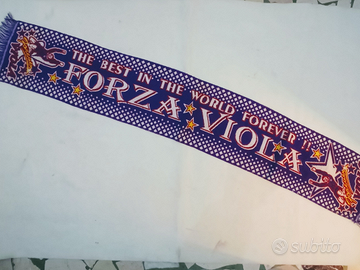 THE BEST IN THE WORLD FOREVER !!
FORZA VIOLA
subito